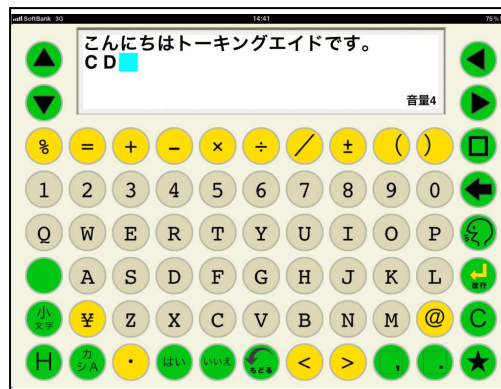 SoftBank 3G 14:41 76%
こんにちはトーキングエイドです。
CD
音量4
% = + − × ÷ / ± ( )
1 2 3 4 5 6 7 8 9 0
Q W E R T Y U I O P
A S D F G H J K L 改行
小文字 ¥ Z X C V B N M @ C
H カシA ・ はい いいえ もどる < > , . ★